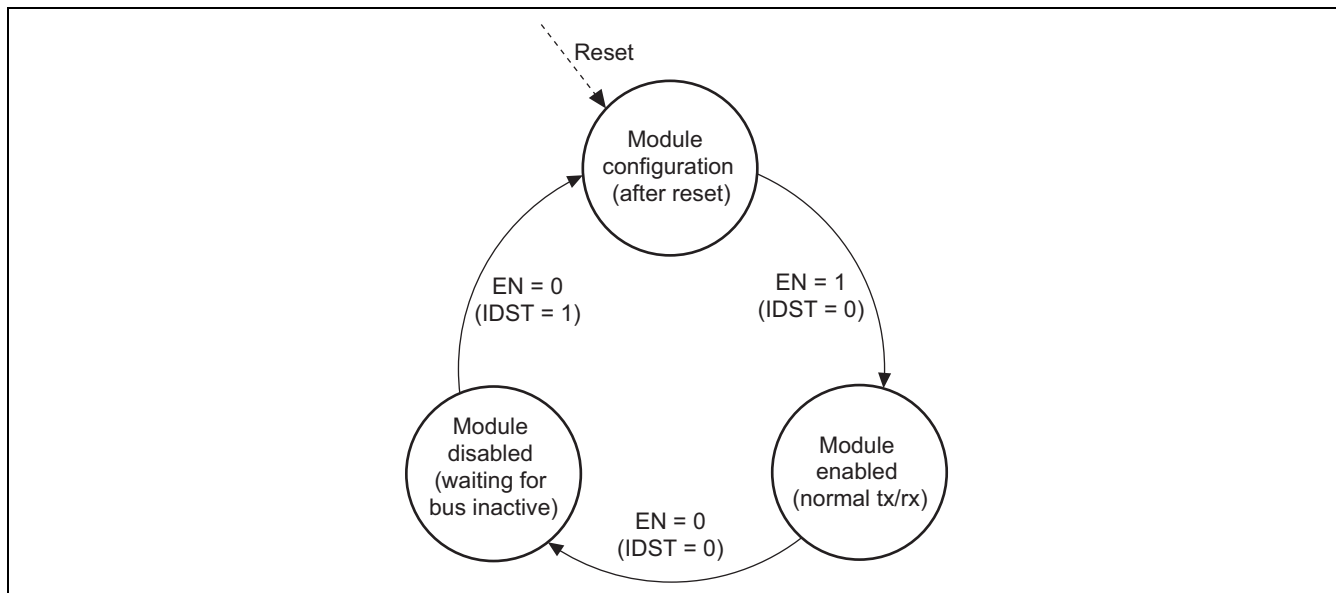 Reset
Module
configuration
(after reset)
EN = 0
(IDST = 1)
EN = 1
(IDST = 0)
Module
disabled
(waiting for
bus inactive)
Module
enabled
(normal tx/rx)
EN = 0
(IDST = 0)